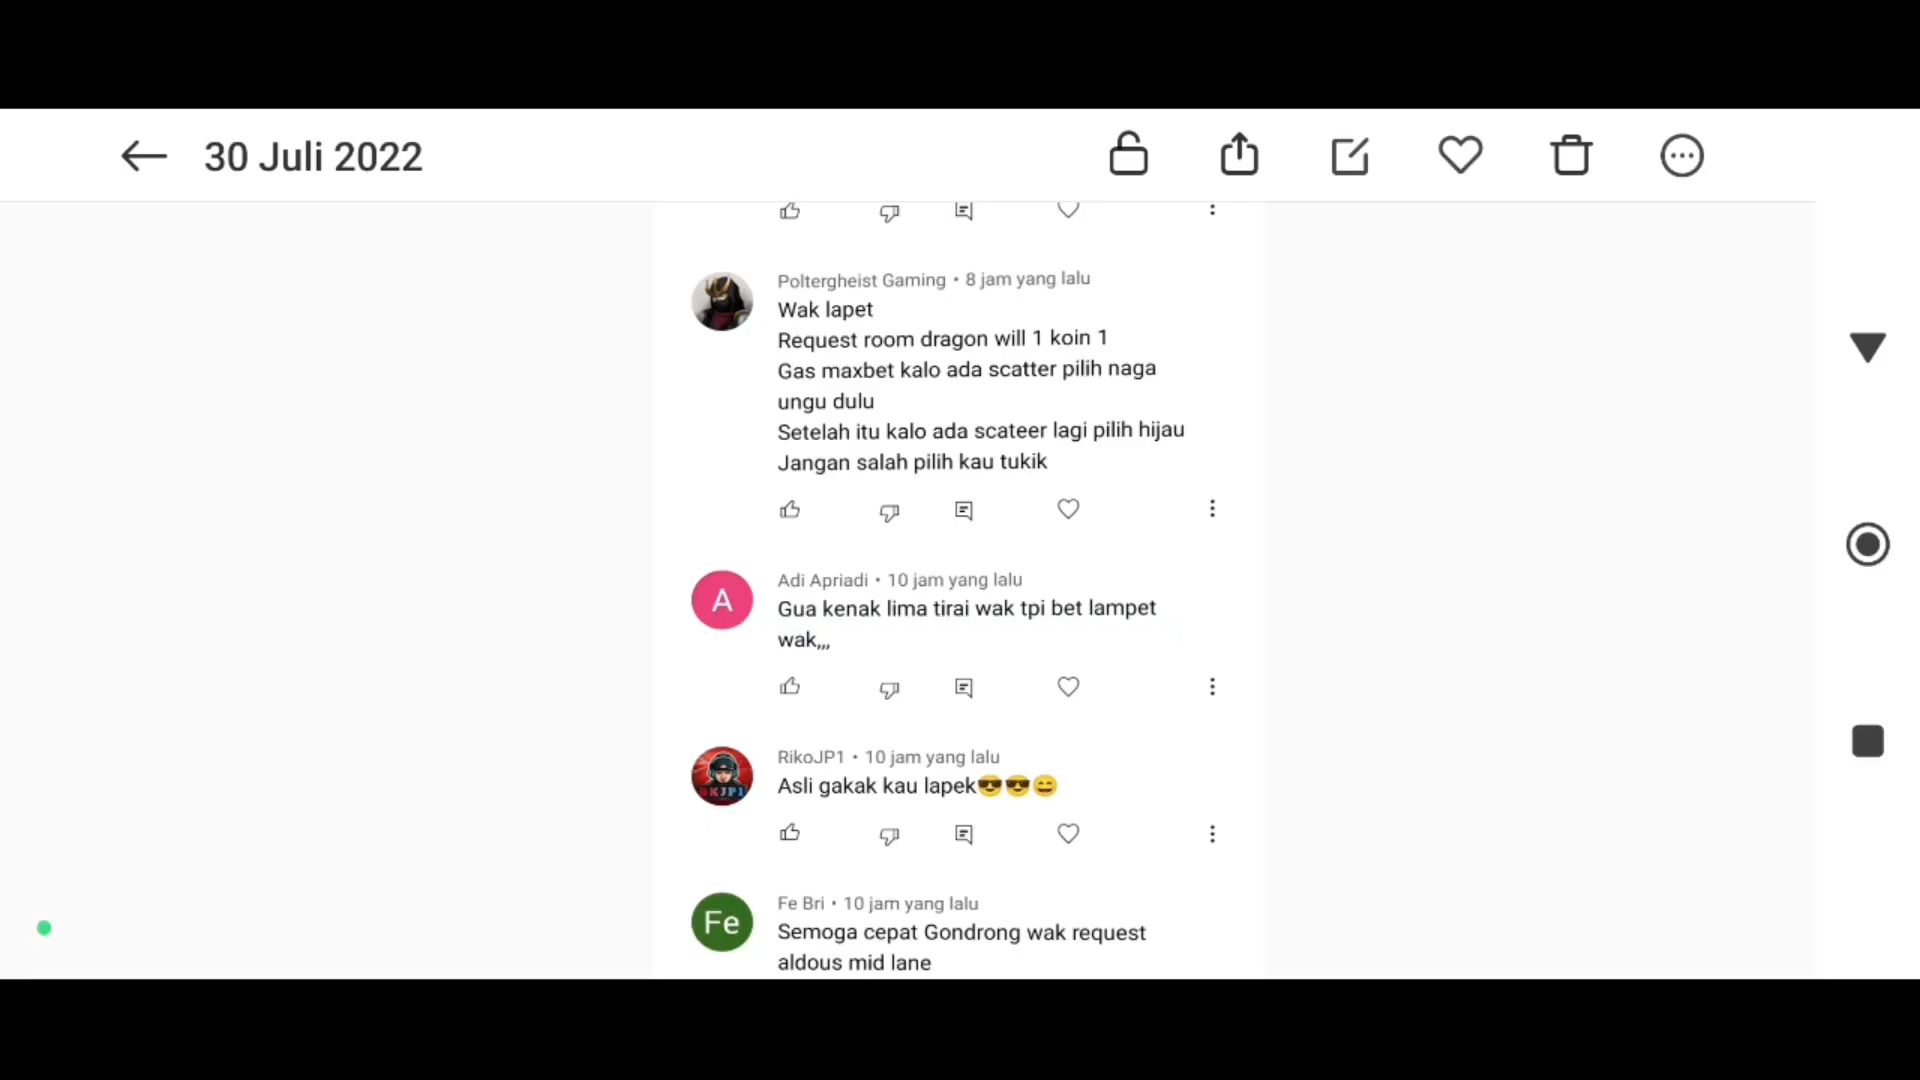 30 Juli 2022
Poltergheist Gaming • 8 jam yang lalu
Wak lapet
Request room dragon will 1 koin 1
Gas maxbet kalo ada scatter pilih naga
ungu dulu
Setelah itu kalo ada scateer lagi pilih hijau
Jangan salah pilih kau tukik
A
Adi Apriadi • 10 jam yang lalu
Gua kenak lima tirai wak tpi bet lampet
wak,,,
RKJP1
RikoJP1 • 10 jam yang lalu
Asli gakak kau lapek😎😎😄
Fe
Fe Bri • 10 jam yang lalu
Semoga cepat Gondrong wak request
aldous mid lane